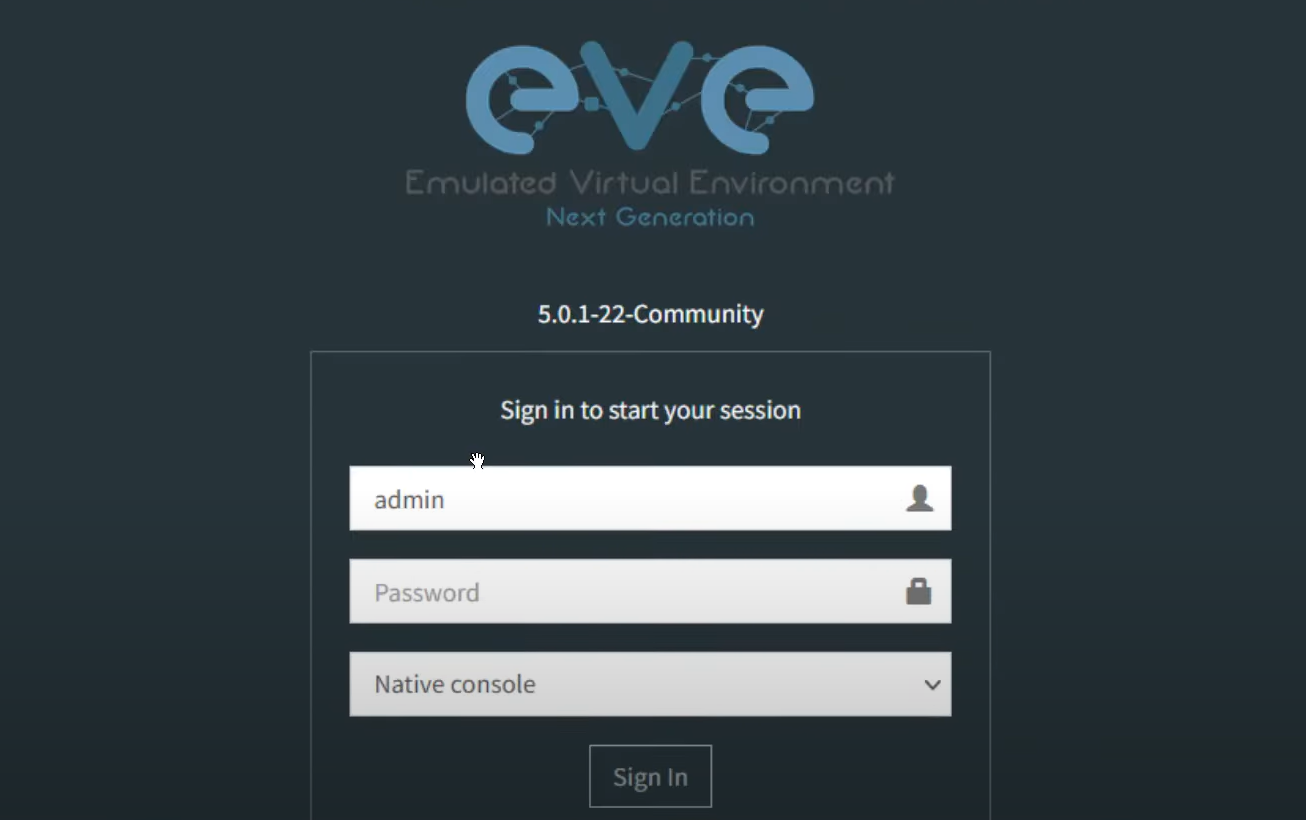 eve
Emulated Virtual Environment
Next Generation
5.0.1-22-Community
Sign in to start your session
admin
Password
Native console
Sign In